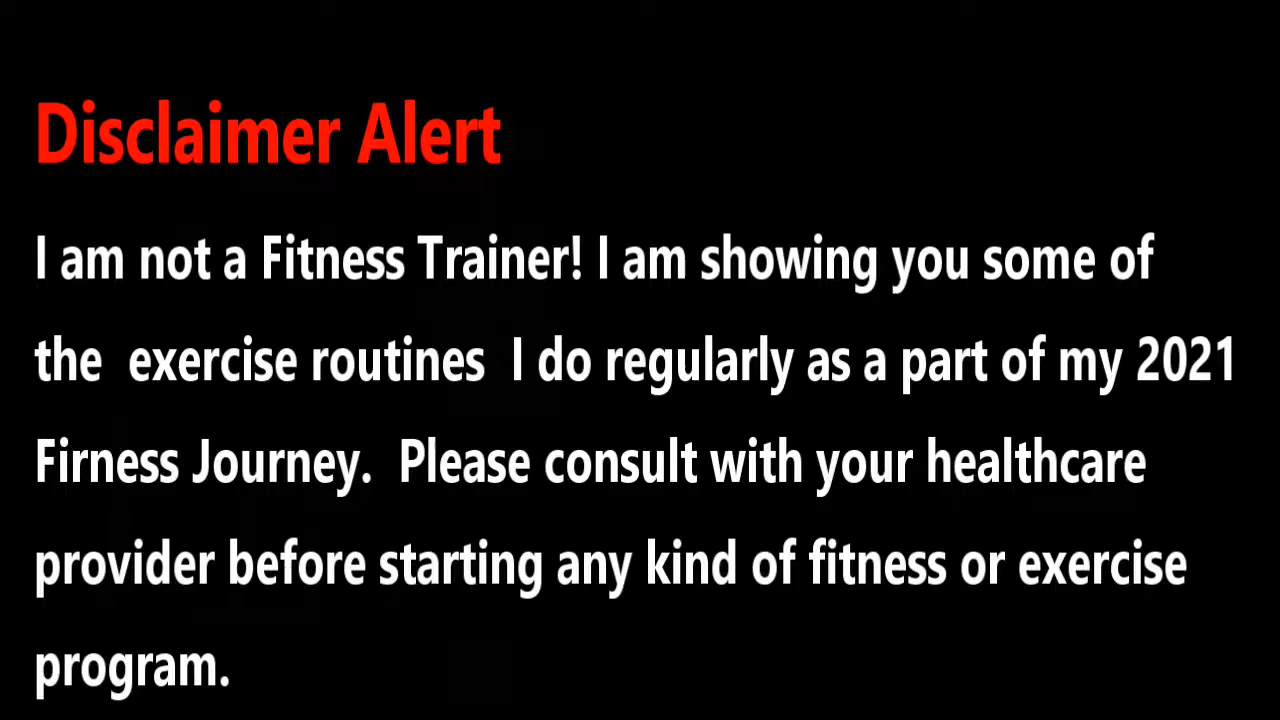 Disclaimer Alert
I am not a Fitness Trainer! I am showing you some of
the  exercise routines  I do regularly as a part of my 2021
Firness Journey.  Please consult with your healthcare
provider before starting any kind of fitness or exercise
program.